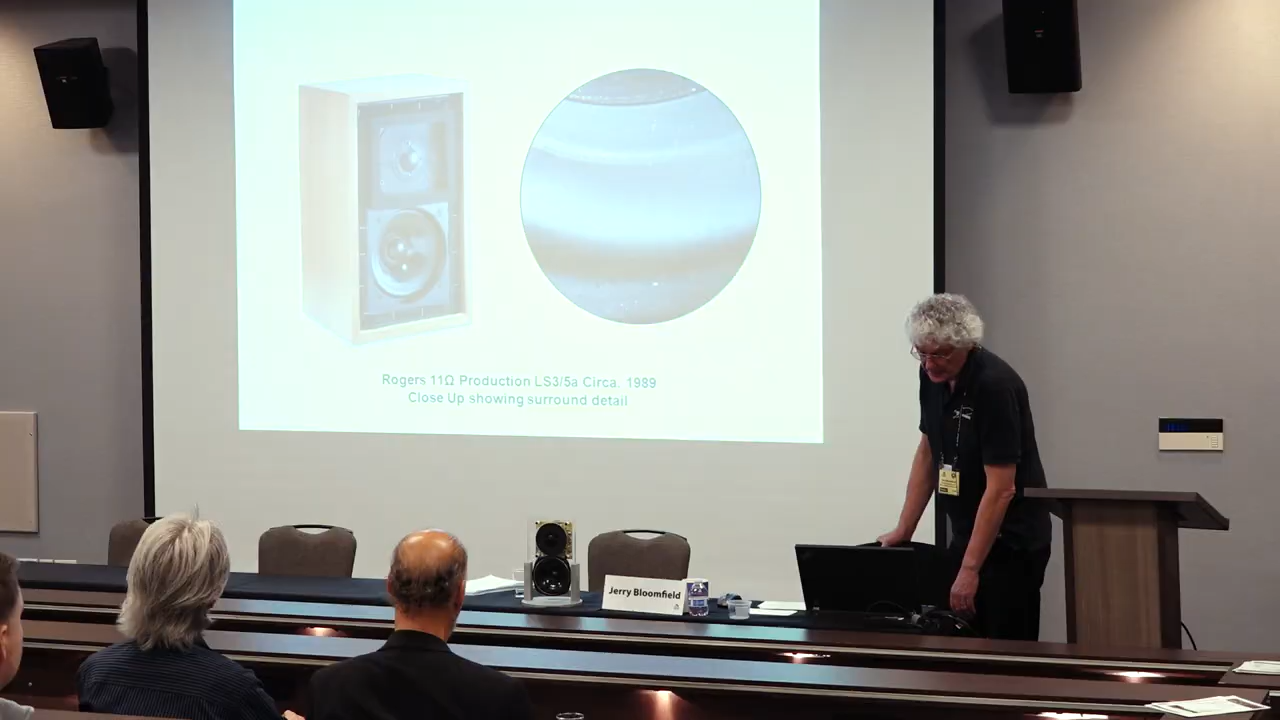 Rogers 11Ω Production LS3/5a Circa. 1989
Close Up showing surround detail
Jerry Bloomfield